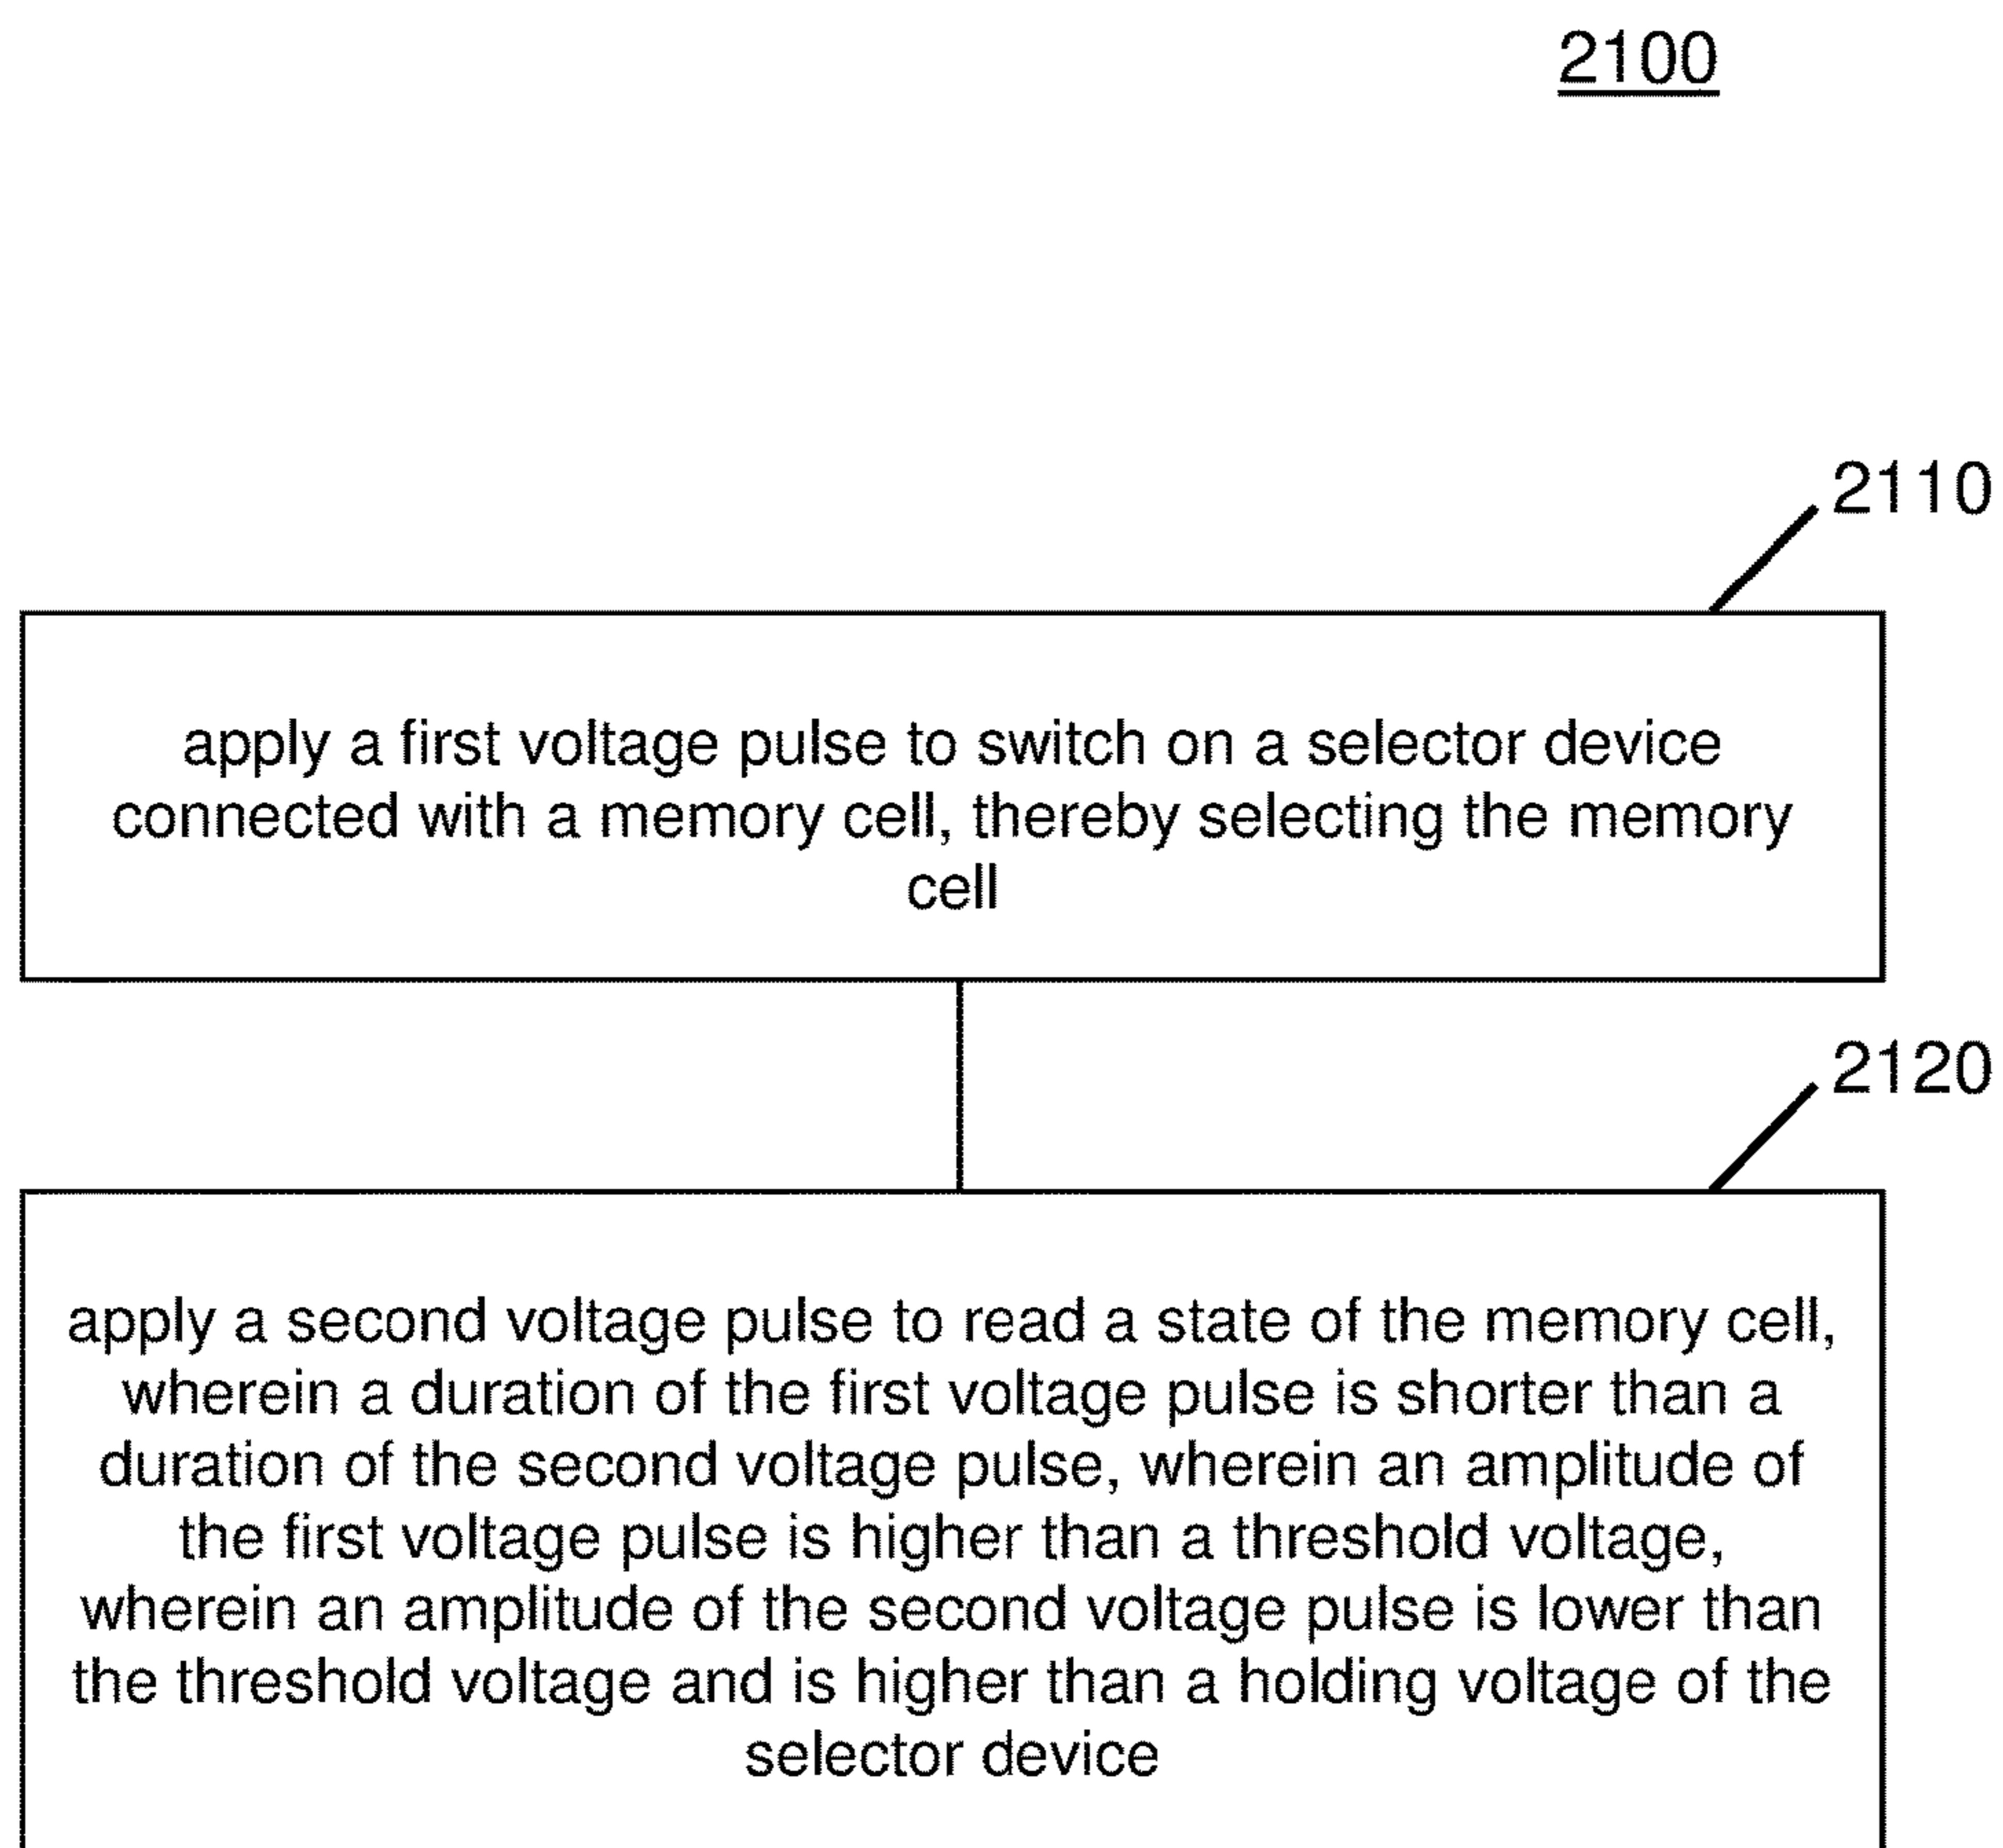 2100
2110
apply a first voltage pulse to switch on a selector device
connected with a memory cell, thereby selecting the memory
cell
2120
apply a second voltage pulse to read a state of the memory cell,
wherein a duration of the first voltage pulse is shorter than a
duration of the second voltage pulse, wherein an amplitude of
the first voltage pulse is higher than a threshold voltage,
wherein an amplitude of the second voltage pulse is lower than
the threshold voltage and is higher than a holding voltage of the
selector device